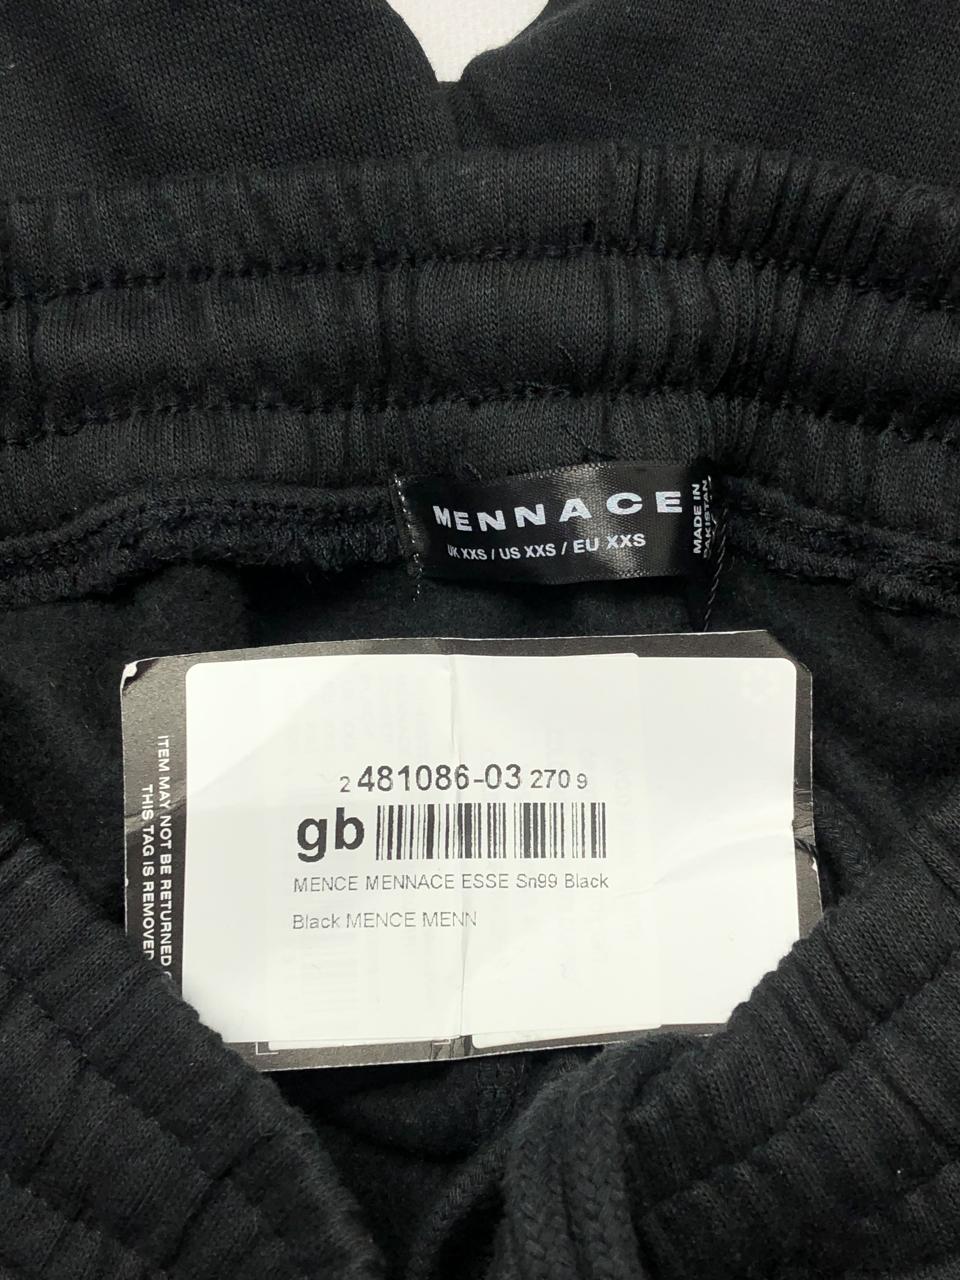 MENNACE
UK XXS / US XXS / EU XXS
MADE IN
PAKISTAN
ITEM MAY NOT BE RETURNED
THIS TAG IS REMOVED
2 481086-03 270 9
gb
MENCE MENNACE ESSE Sn99 Black
Black MENCE MENN